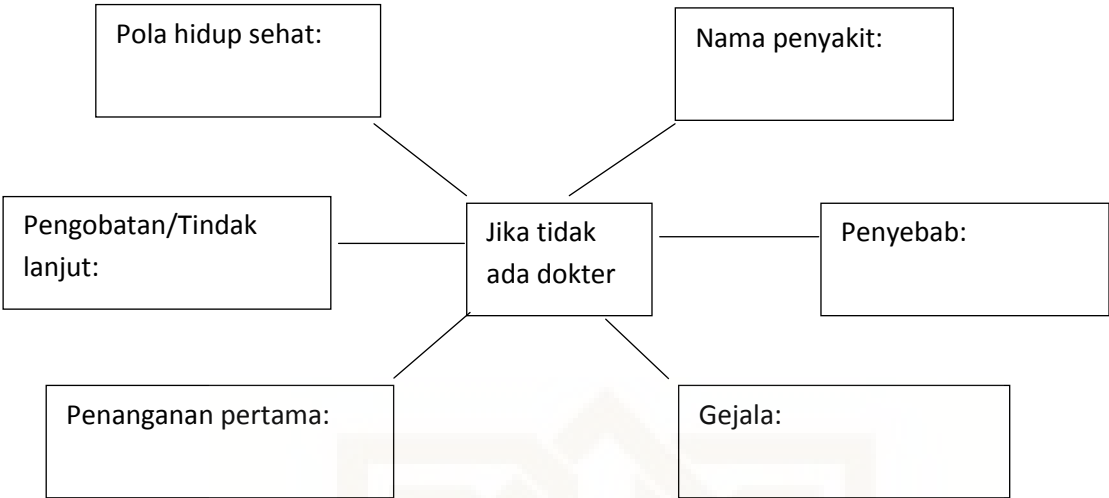 Pola hidup sehat:
Nama penyakit:
Pengobatan/Tindak
lanjut:
Jika tidak
ada dokter
Penyebab:
Penanganan pertama:
Gejala: